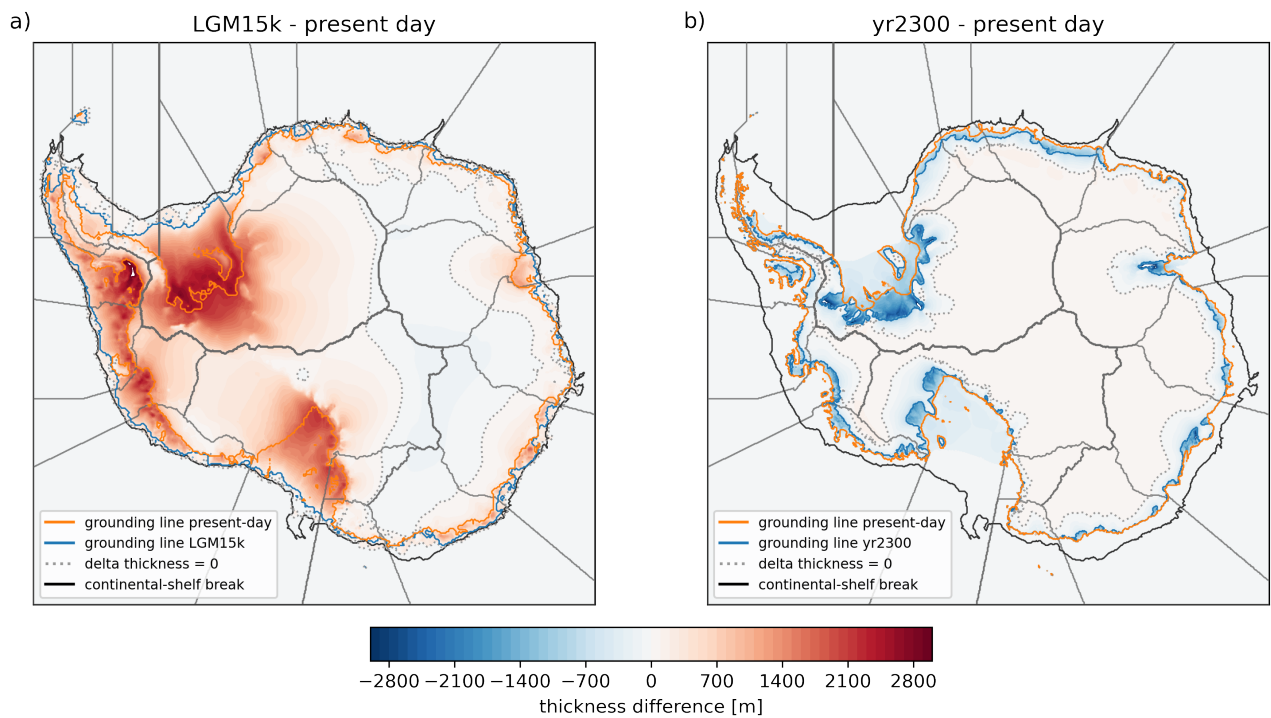 a) LGM15k - present day
b) yr2300 - present day
grounding line present-day
grounding line LGM15k
delta thickness = 0
continental-shelf break
grounding line present-day
grounding line yr2300
delta thickness = 0
continental-shelf break
−2800 −2100 −1400 −700 0 700 1400 2100 2800
thickness difference [m]